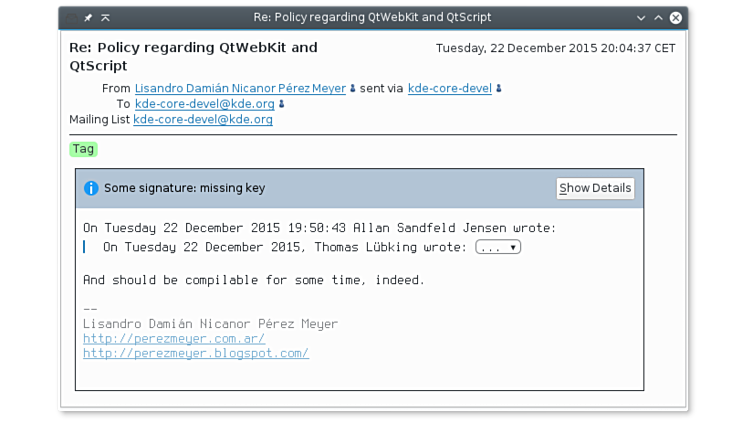 Re: Policy regarding QtWebKit and QtScript
Re: Policy regarding QtWebKit and
QtScript
Tuesday, 22 December 2015 20:04:37 CET
From Lisandro Damián Nicanor Pérez Meyer sent via kde-core-devel
To kde-core-devel@kde.org
Mailing List kde-core-devel@kde.org
Tag
Some signature: missing key
Show Details
On Tuesday 22 December 2015 19:50:43 Allan Sandfeld Jensen wrote:
On Tuesday 22 December 2015, Thomas Lübking wrote: ...
And should be compilable for some time, indeed.
--
Lisandro Damián Nicanor Pérez Meyer
http://perezmeyer.com.ar/
http://perezmeyer.blogspot.com/